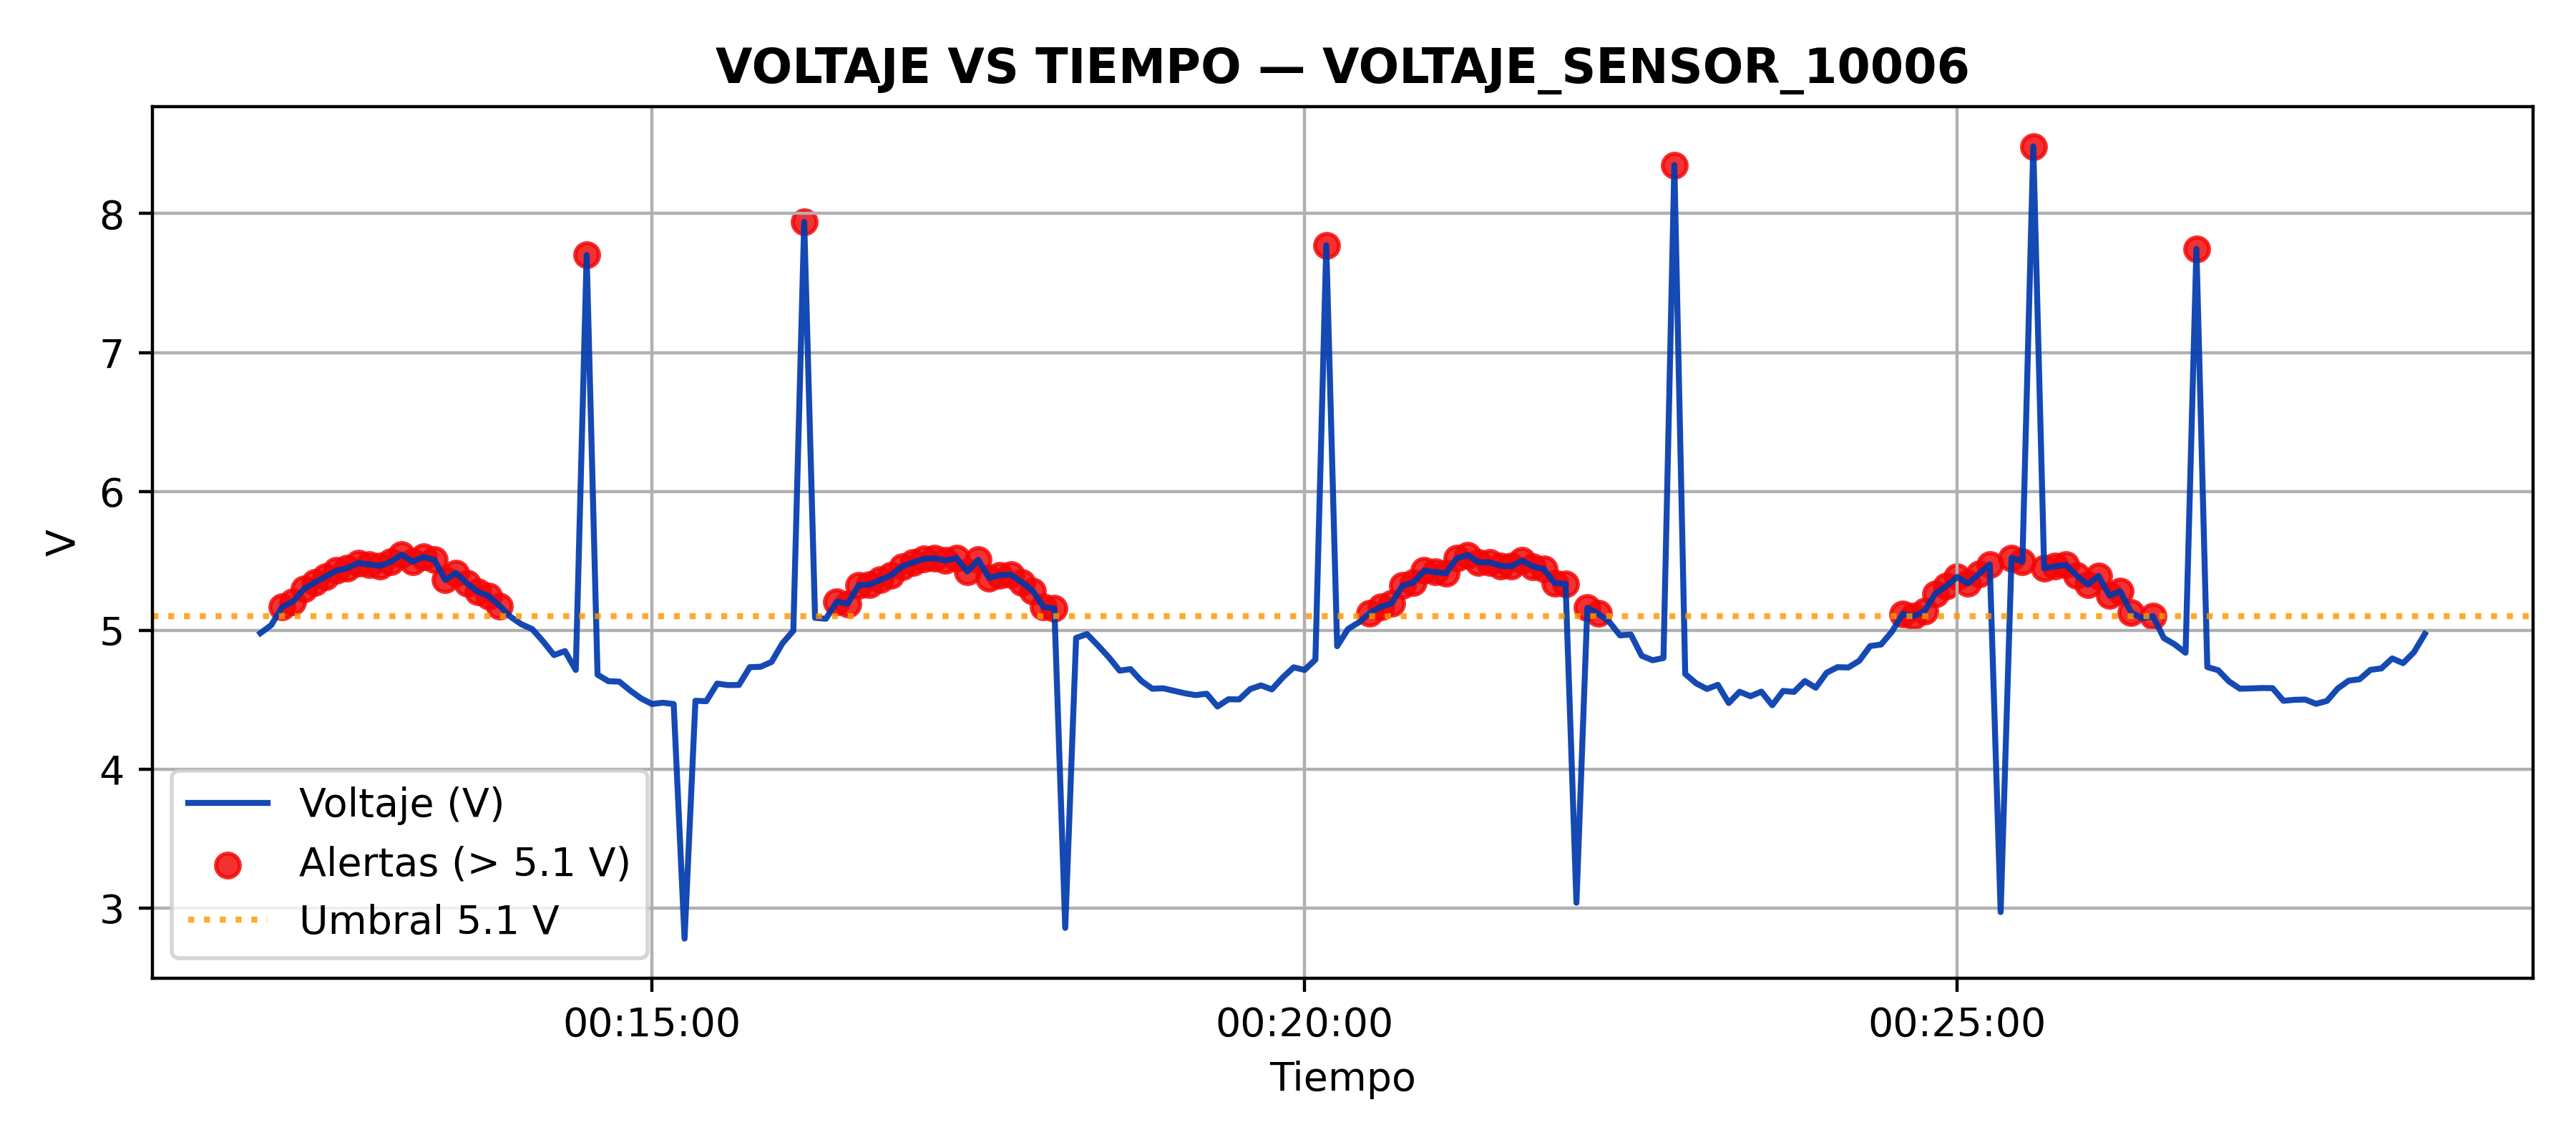 VOLTAJE VS TIEMPO — VOLTAJE_SENSOR_10006
8
7
6
5
4
3
V
Voltaje (V)
Alertas (> 5.1 V)
Umbral 5.1 V
00:15:00
00:20:00
00:25:00
Tiempo